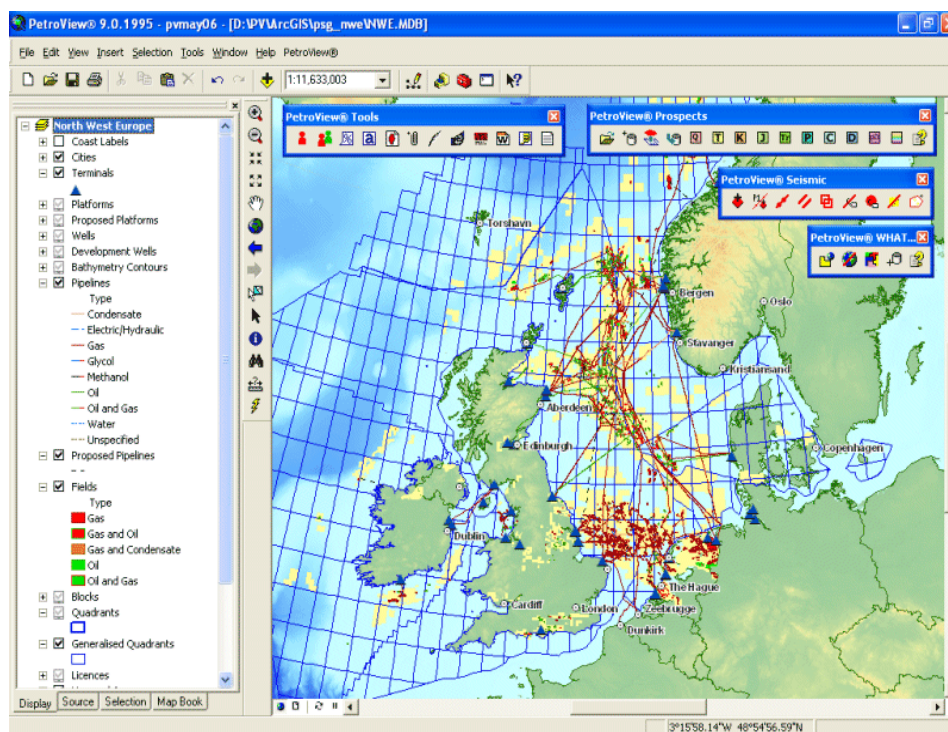 PetroView® 9.0.1995 - pvmay06 - [D:\PV\ArcGIS\psg_nwe\NWE.MDB]
File Edit View Insert Selection Tools Window Help PetroView®
1:11,633,003
North West Europe
Coast Labels
Cities
Terminals
Platforms
Proposed Platforms
Wells
Development Wells
Bathymetry Contours
Pipelines
Type
Condensate
Electric/Hydraulic
Gas
Glycol
Methanol
Oil
Oil and Gas
Water
Unspecified
Proposed Pipelines
Fields
Type
Gas
Gas and Oil
Gas and Condensate
Oil
Oil and Gas
Blocks
Quadrants
Generalised Quadrants
Licences
Display Source Selection Map Book
PetroView® Tools
PetroView® Prospects
Q T K J Tr P C D
PetroView® Seismic
PetroView® WHAT...
Torshavn
Bergen
Oslo
Stavanger
Kristiansand
Aberdeen
Edinburgh
Copenhagen
Dublin
The Hague
Cardiff
London
Zeebrugge
Dunkirk
3°15'58.14"W 48°54'56.59"N